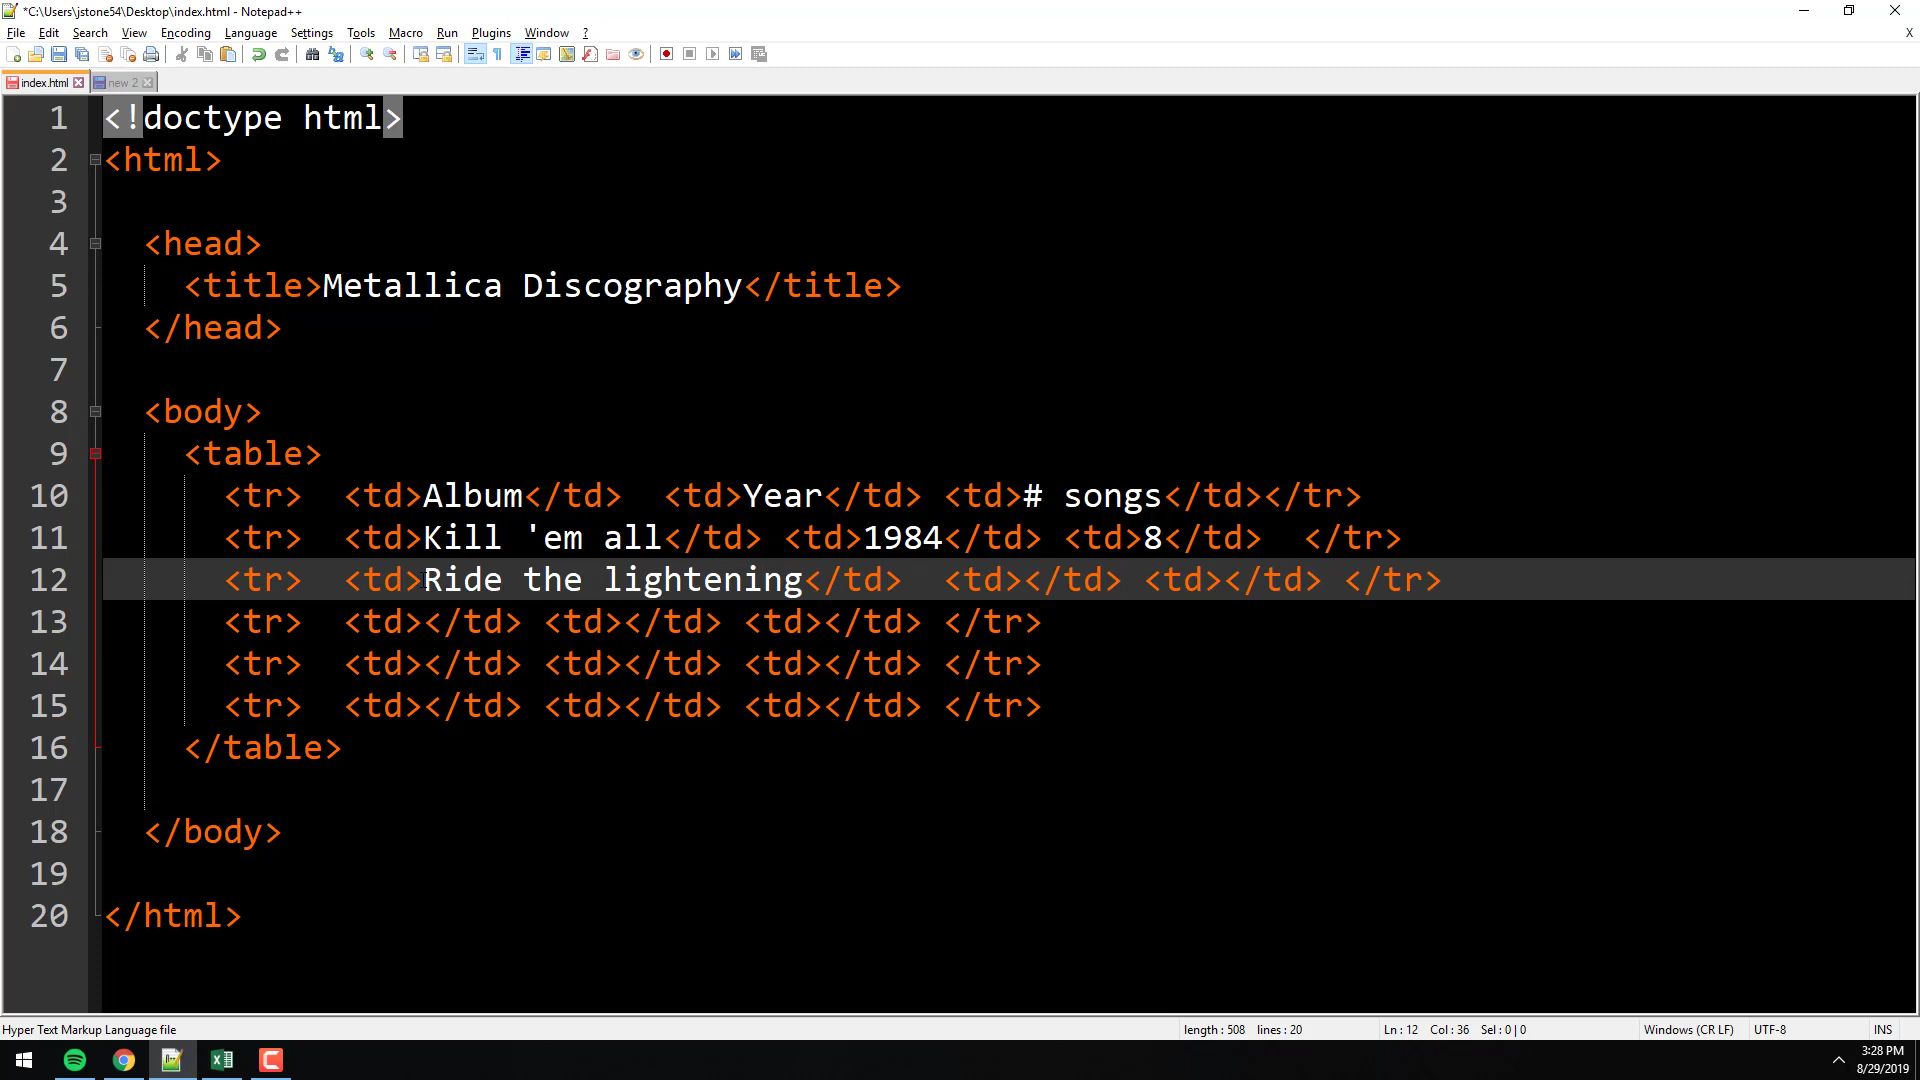 *C:\Users\jstone54\Desktop\index.html - Notepad++
File Edit Search View Encoding Language Settings Tools Macro Run Plugins Window ? X
index.html new 2
1 <!doctype html>
2 <html>
3
4 <head>
5 <title>Metallica Discography</title>
6 </head>
7
8 <body>
9 <table>
10 <tr>  <td>Album</td>  <td>Year</td> <td># songs</td></tr>
11 <tr>  <td>Kill 'em all</td> <td>1984</td> <td>8</td>  </tr>
12 <tr>  <td>Ride the lightening</td>  <td></td> <td></td> </tr>
13 <tr>  <td></td> <td></td> <td></td> </tr>
14 <tr>  <td></td> <td></td> <td></td> </tr>
15 <tr>  <td></td> <td></td> <td></td> </tr>
16 </table>
17
18 </body>
19
20 </html>
Hyper Text Markup Language file length : 508 lines : 20 Ln : 12 Col : 36 Sel : 0 | 0 Windows (CR LF) UTF-8 INS
3:28 PM
8/29/2019